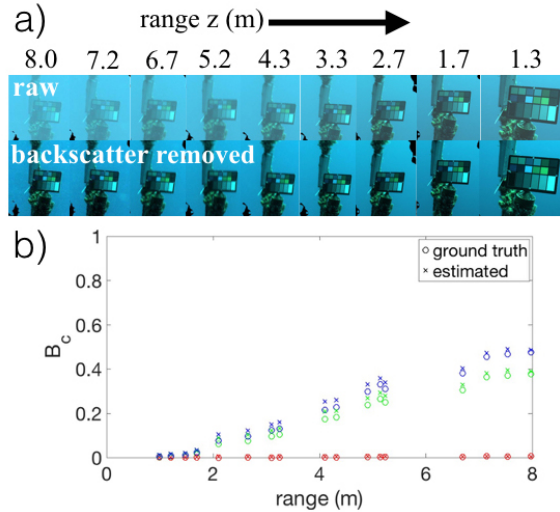 a) range z (m)
8.0 7.2 6.7 5.2 4.3 3.3 2.7 1.7 1.3
raw
backscatter removed
b)
1
0.8
0.6
0.4
0.2
0
B_c
ground truth
estimated
0 2 4 6 8
range (m)